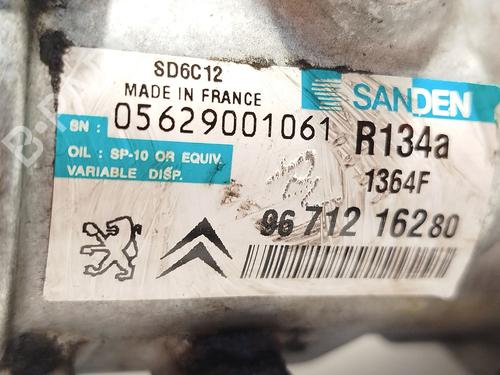 SD6C12
MADE IN FRANCE
SANDEN
SN : 05629001061
R134a
OIL : SP-10 OR EQUIV.
VARIABLE DISP.
1364F
96 712 162 80